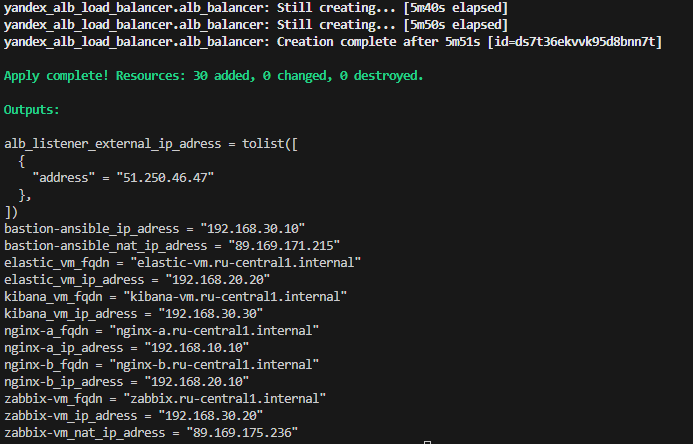 yandex_alb_load_balancer.alb_balancer: Still creating... [5m40s elapsed]
yandex_alb_load_balancer.alb_balancer: Still creating... [5m50s elapsed]
yandex_alb_load_balancer.alb_balancer: Creation complete after 5m51s [id=ds7t36ekvvk95d8bnn7t]
Apply complete! Resources: 30 added, 0 changed, 0 destroyed.
Outputs:
alb_listener_external_ip_adress = tolist([
  {
    "address" = "51.250.46.47"
  },
])
bastion-ansible_ip_adress = "192.168.30.10"
bastion-ansible_nat_ip_adress = "89.169.171.215"
elastic_vm_fqdn = "elastic-vm.ru-central1.internal"
elastic_vm_ip_adress = "192.168.20.20"
kibana_vm_fqdn = "kibana-vm.ru-central1.internal"
kibana_vm_ip_adress = "192.168.30.30"
nginx-a_fqdn = "nginx-a.ru-central1.internal"
nginx-a_ip_adress = "192.168.10.10"
nginx-b_fqdn = "nginx-b.ru-central1.internal"
nginx-b_ip_adress = "192.168.20.10"
zabbix-vm_fqdn = "zabbix.ru-central1.internal"
zabbix-vm_ip_adress = "192.168.30.20"
zabbix-vm_nat_ip_adress = "89.169.175.236"